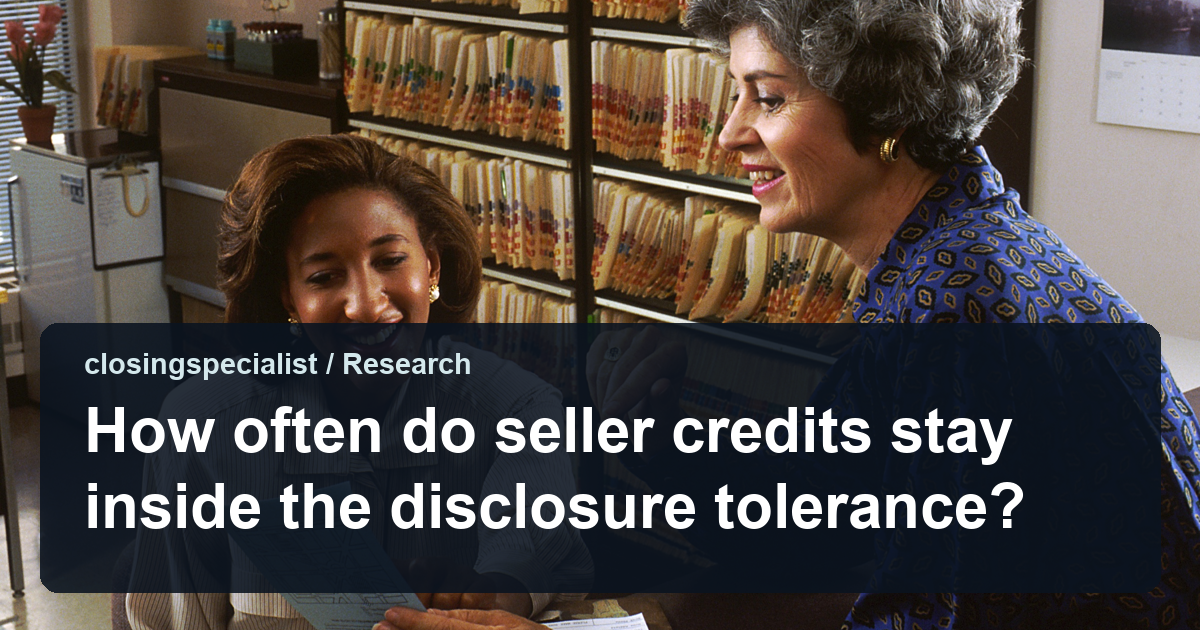 closingspecialist / Research
How often do seller credits stay
inside the disclosure tolerance?